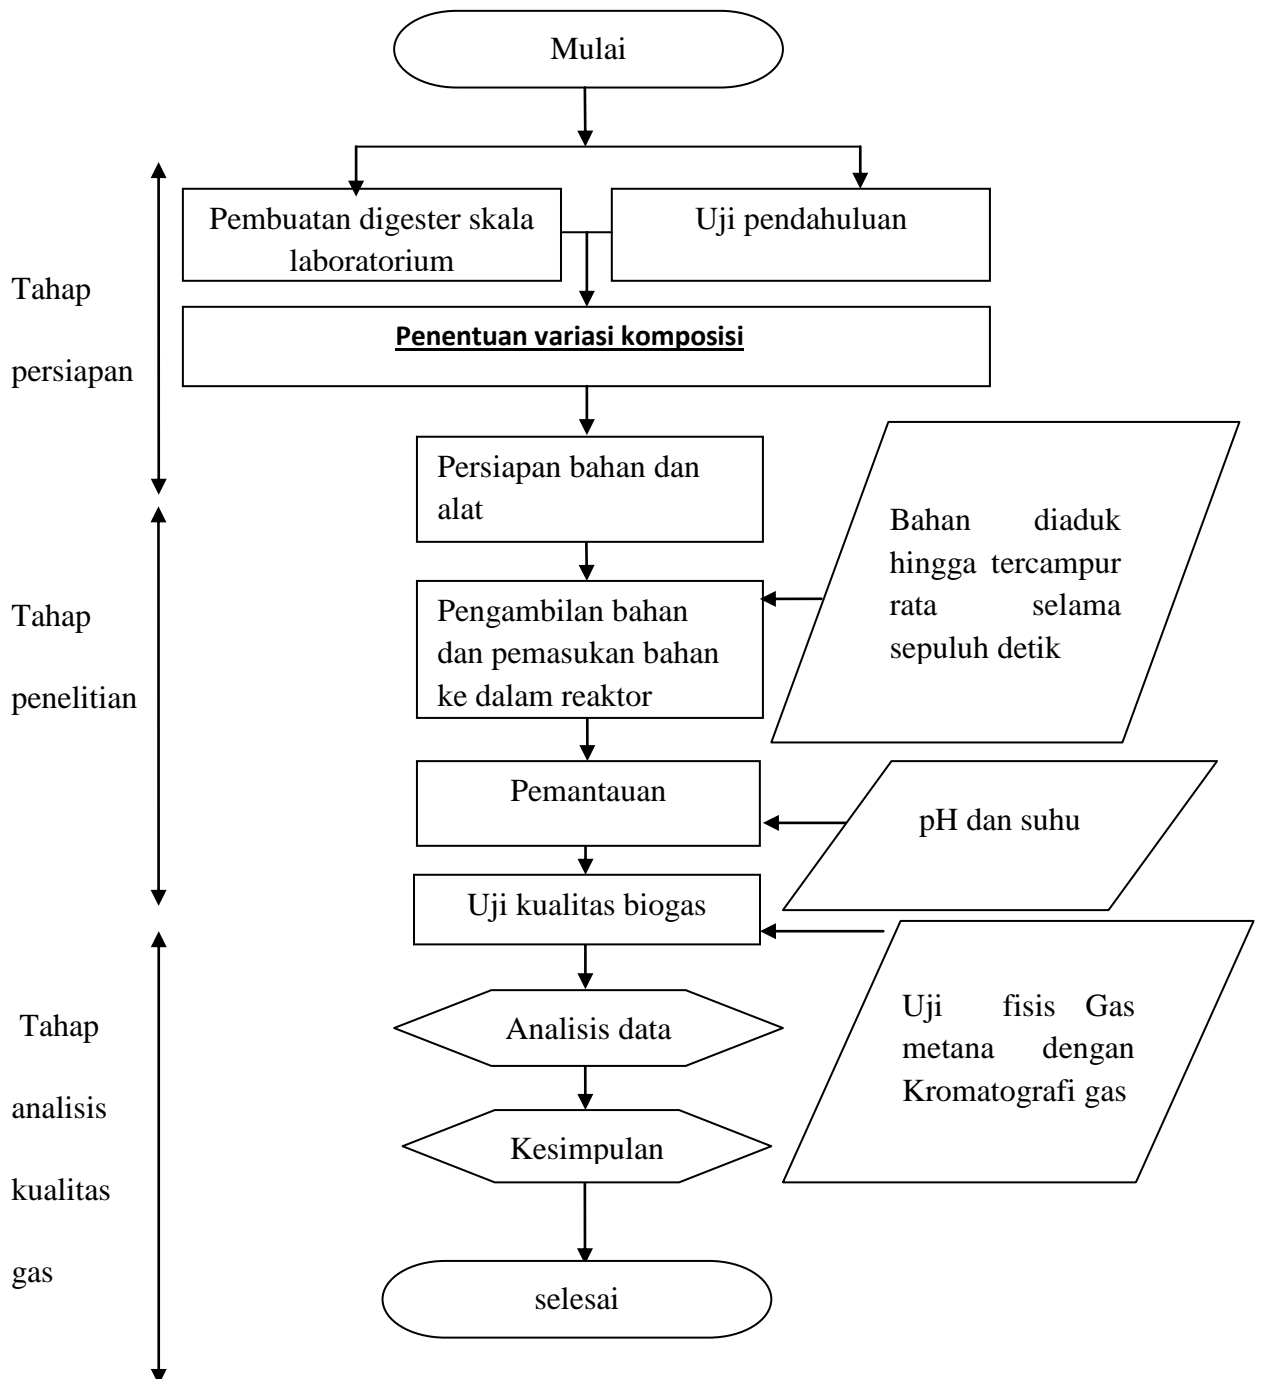 Mulai
Pembuatan digester skala
laboratorium
Uji pendahuluan
Tahap
persiapan
Penentuan variasi komposisi
Persiapan bahan dan
alat
Bahan diaduk
hingga tercampur
rata selama
sepuluh detik
Tahap
penelitian
Pengambilan bahan
dan pemasukan bahan
ke dalam reaktor
Pemantauan
pH dan suhu
Uji kualitas biogas
Uji fisis Gas
metana dengan
Kromatografi gas
Tahap
analisis
kualitas
gas
Analisis data
Kesimpulan
selesai